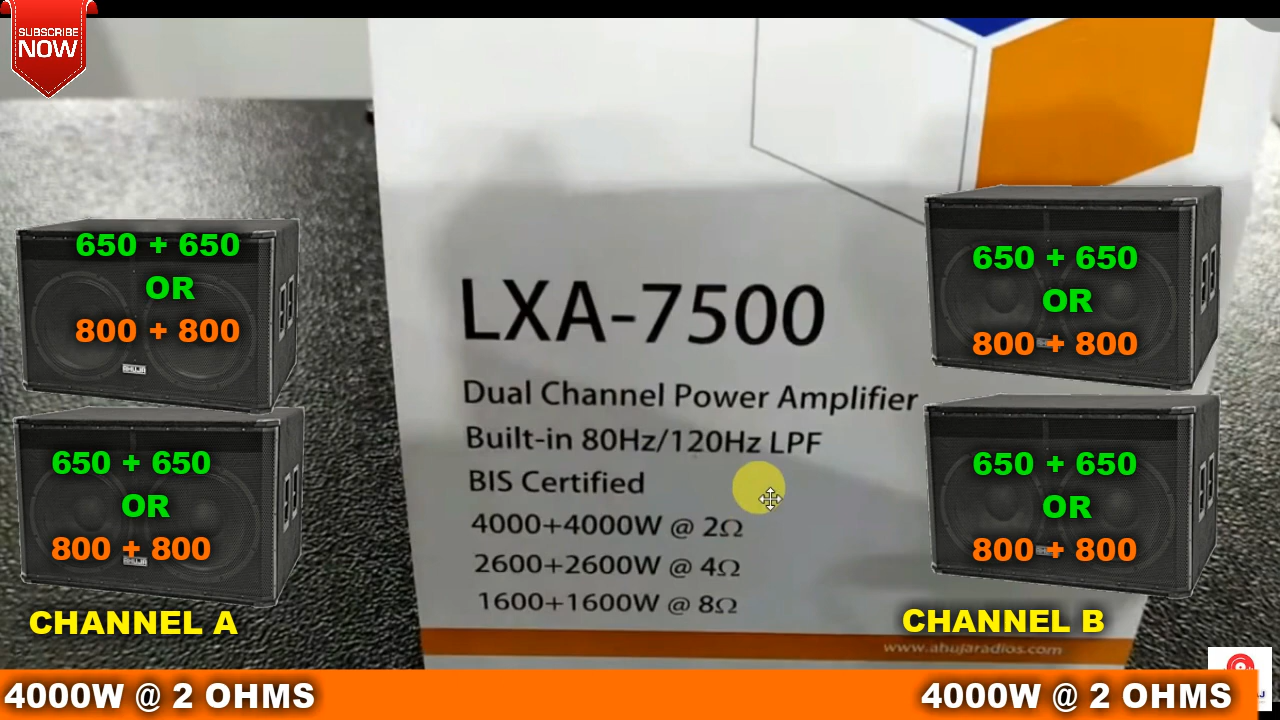 SUBSCRIBE
NOW
650 + 650
OR
800 + 800
AHUJA
650 + 650
OR
800 + 800
AHUJA
CHANNEL A
LXA-7500
Dual Channel Power Amplifier
Built-in 80Hz/120Hz LPF
BIS Certified
4000+4000W @ 2Ω
2600+2600W @ 4Ω
1600+1600W @ 8Ω
www.ahujaradios.com
650 + 650
OR
800 + 800
650 + 650
OR
800 + 800
CHANNEL B
4000W @ 2 OHMS
4000W @ 2 OHMS